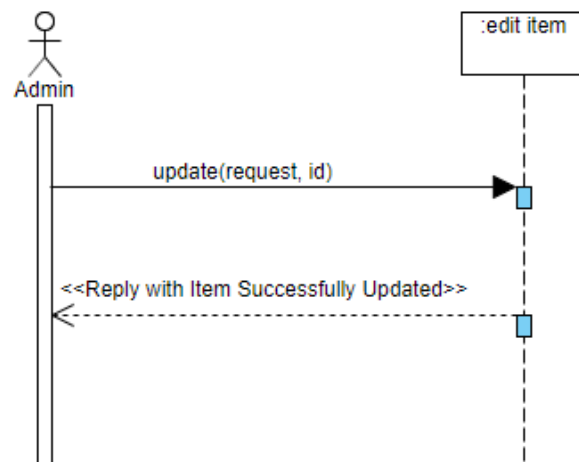 :edit item
Admin
update(request, id)
<<Reply with Item Successfully Updated>>